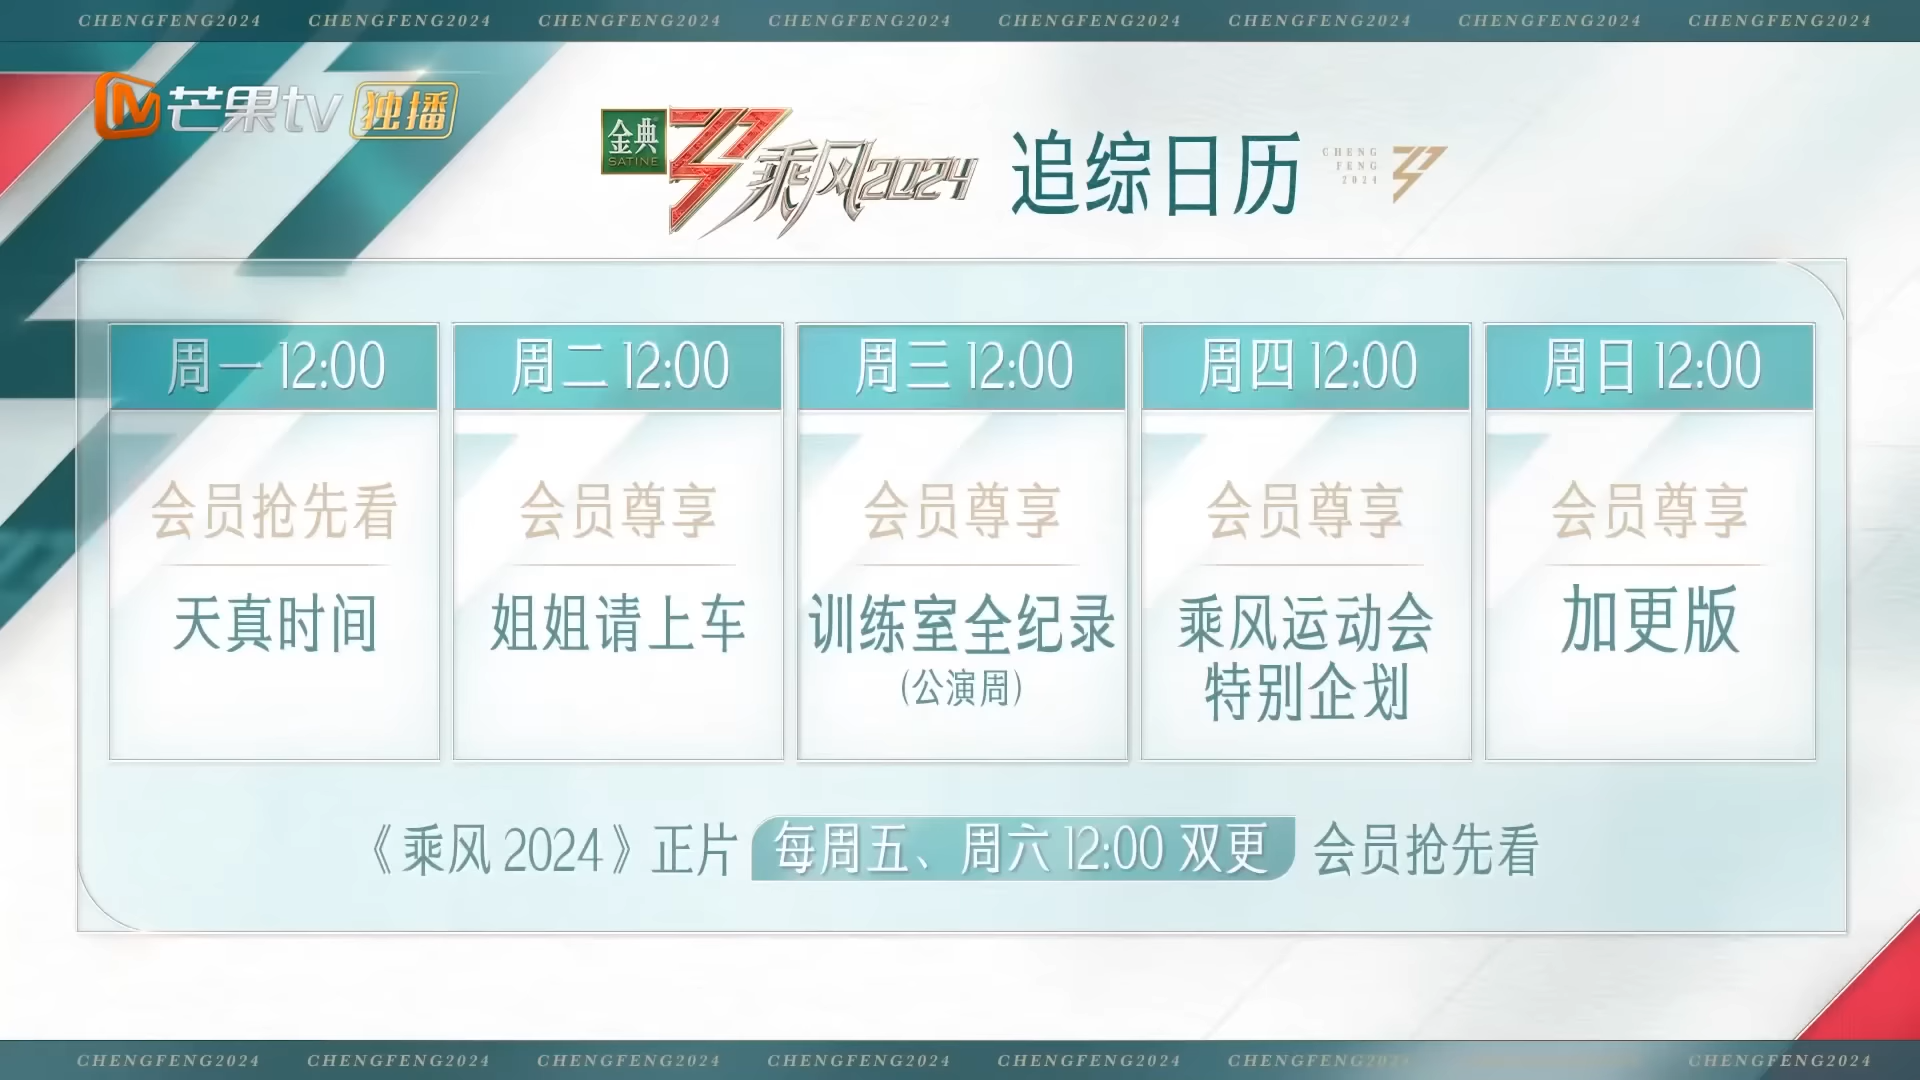 CHENGFENG2024 CHENGFENG2024 CHENGFENG2024 CHENGFENG2024 CHENGFENG2024 CHENGFENG2024 CHENGFENG2024 CHENGFENG2024
芒果tv 独播
金典
SATINE
乘风2024
追综日历
CHENG
FENG
2024
周一 12:00
会员抢先看
天真时间
周二 12:00
会员尊享
姐姐请上车
周三 12:00
会员尊享
训练室全纪录
(公演周)
周四 12:00
会员尊享
乘风运动会
特别企划
周日 12:00
会员尊享
加更版
《乘风 2024》正片 每周五、周六 12:00 双更 会员抢先看
CHENGFENG2024 CHENGFENG2024 CHENGFENG2024 CHENGFENG2024 CHENGFENG2024 CHENGFENG2024 CHENGFENG2024